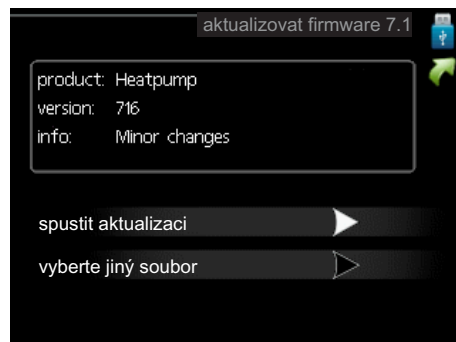 aktualizovat firmware 7.1
product: Heatpump
version: 716
info: Minor changes
spustit aktualizaci
vyberte jiný soubor